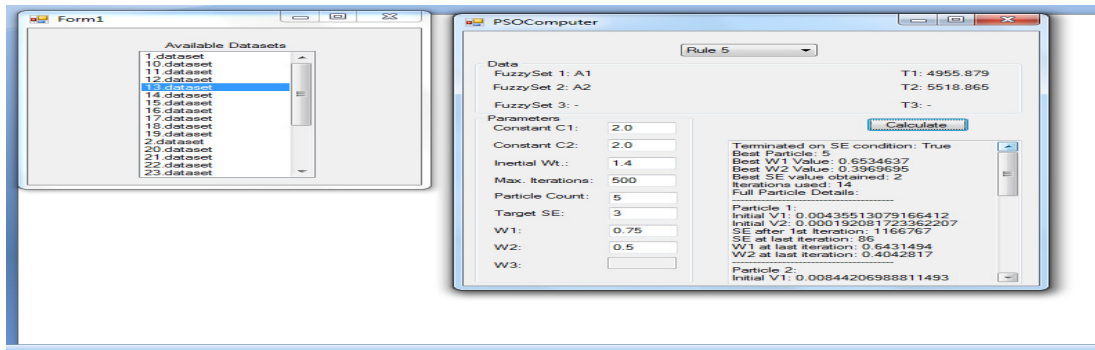 Form1
Available Datasets
1.dataset
10.dataset
11.dataset
12.dataset
13.dataset
14.dataset
15.dataset
16.dataset
17.dataset
18.dataset
19.dataset
2.dataset
20.dataset
21.dataset
22.dataset
23.dataset
PSOComputer
Rule 5
Data
FuzzySet 1: A1
T1: 4955.879
FuzzySet 2: A2
T2: 5518.865
FuzzySet 3: -
T3: -
Parameters
Constant C1: 2.0
Constant C2: 2.0
Inertial Wt.: 1.4
Max. Iterations: 500
Particle Count: 5
Target SE: 3
W1: 0.75
W2: 0.5
W3:
Calculate
Terminated on SE condition: True
Best Particle: 5
Best W1 Value: 0.6534637
Best W2 Value: 0.3969695
Best SE value obtained: 2
Iterations used: 14
Full Particle Details:
------------------------------------
Particle 1:
Initial V1: 0.00435513079166412
Initial V2: 0.000192081723362207
SE after 1st Iteration: 1166767
SE at last iteration: 86
W1 at last iteration: 0.6431494
W2 at last iteration: 0.4042817
------------------------------------
Particle 2:
Initial V1: 0.00844206988811493